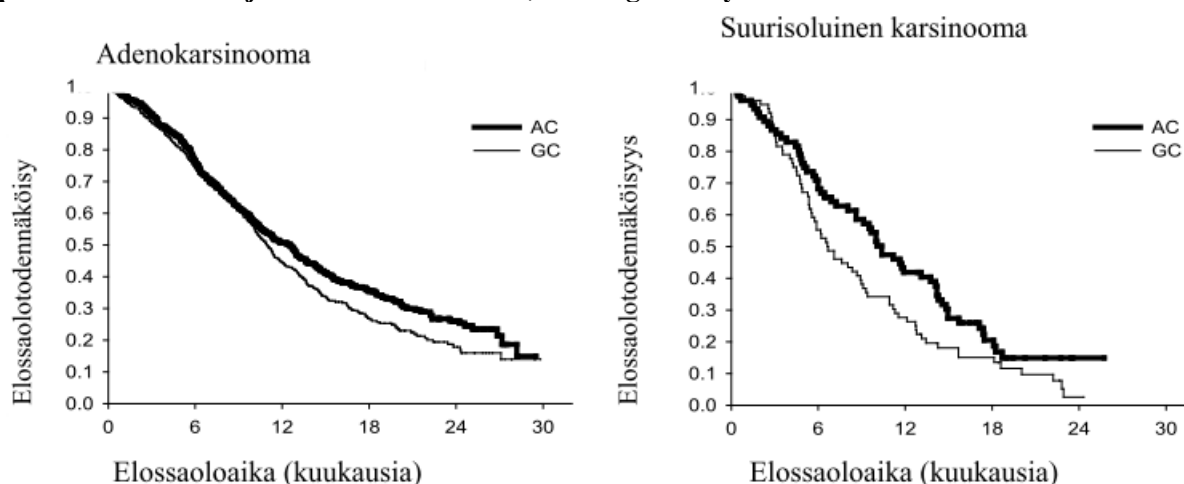 Adenokarsinooma
Suurisoluinen karsinooma
Elossaolotodennäköisy
1.
0.9
0.8
0.7
0.6
0.5
0.4
0.3
0.2
0.1
0.0
AC
GC
0 6 12 18 24 30
Elossaoloaika (kuukausia)
Elossaolotodennäköisyys
0.9
0.8
0.7
0.6
0.5
0.4
0.3
0.2
0.1
0.0
AC
GC
0 6 12 18 24 30
Elossaoloaika (kuukausia)